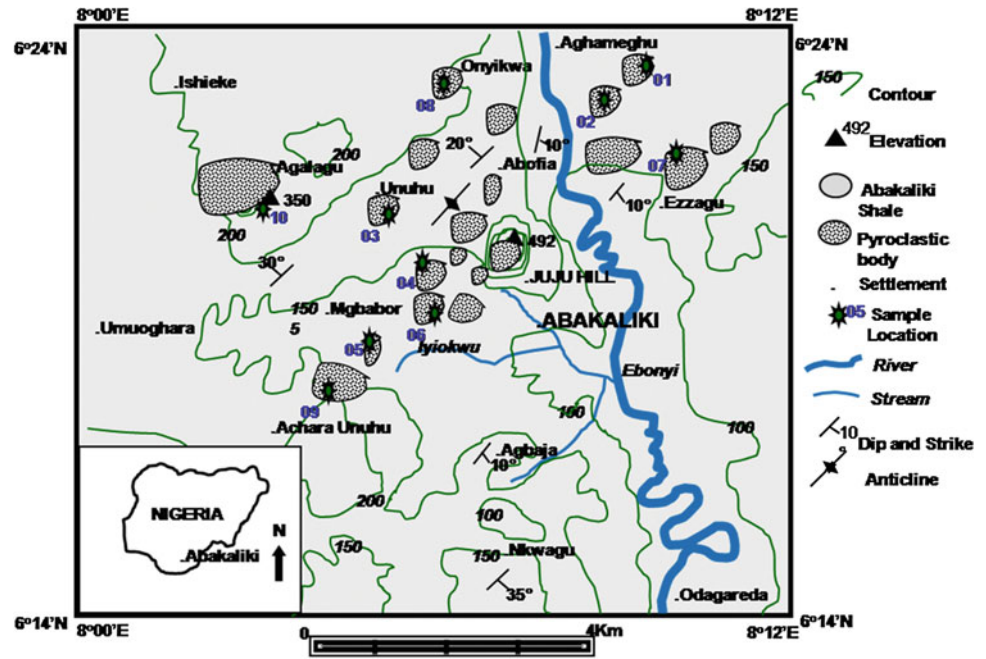 8°00'E
8°12'E
6°24'N
6°24'N
Aghameghu
Onyikwa
01
.Ishieke
08
02
150
Contour
200
20°
10°
.Abofia
07
150
492 Elevation
Agalagu
350
.Unuhu
10°
.Ezzagu
Abakaliki
Shale
10
03
200
492
Pyroclastic
body
30°
04
.JUJU HILL
. Settlement
.Umuoghara
150
5
.Mgbabor
06
.ABAKALIKI
05 Sample
Location
05
Iyiokwu
Ebonyi
River
Stream
09
100
100
.Achara Unuhu
.Agbaja
10°
10
Dip and Strike
Anticline
200
100
NIGERIA
N
.Abakaliki
150
150
.Nkwagu
35°
.Odagareda
6°14'N
6°14'N
8°00'E
0
4Km
8°12'E